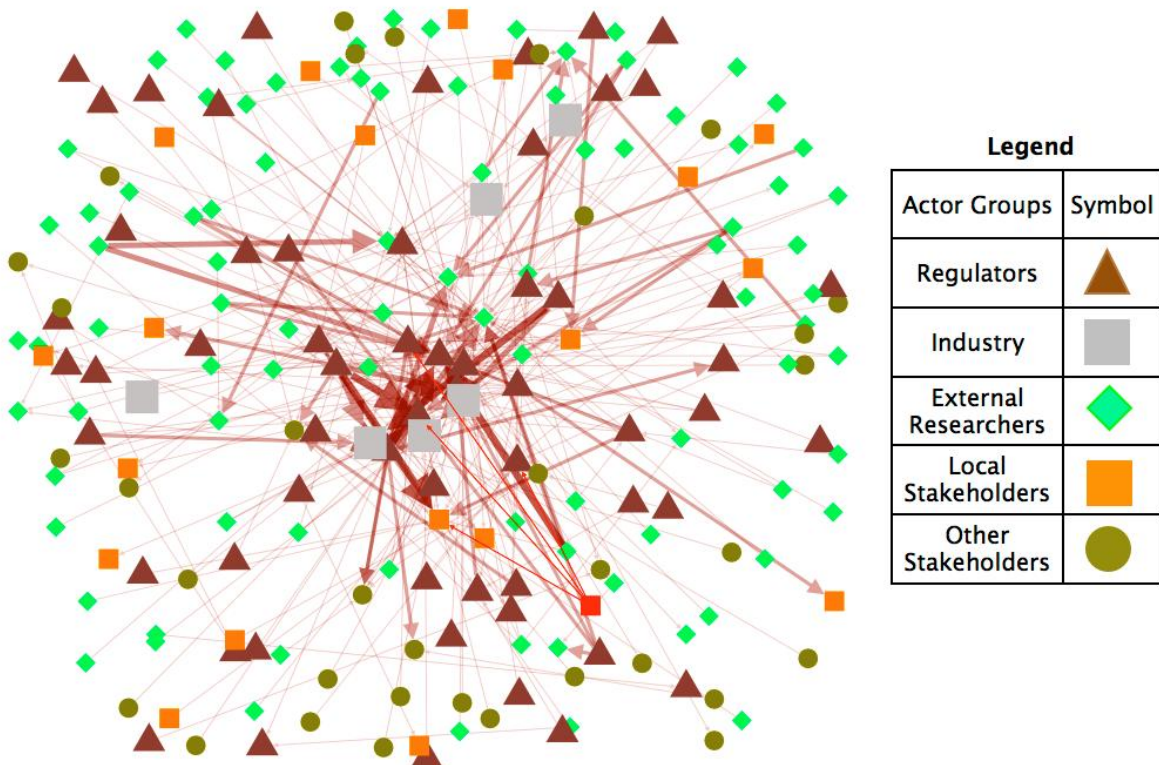 Legend
Actor Groups Symbol
Regulators
Industry
External
Researchers
Local
Stakeholders
Other
Stakeholders